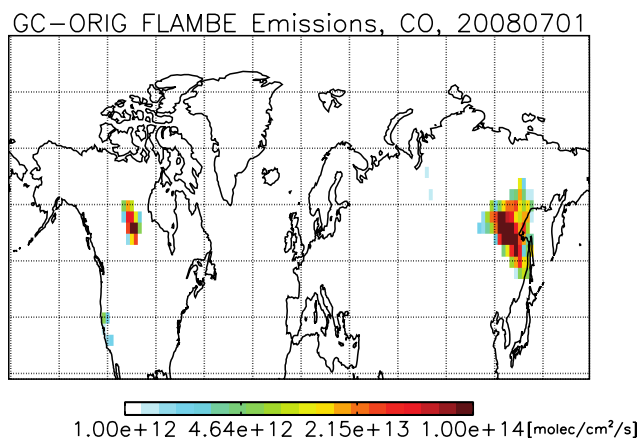 GC-ORIG FLAMBE Emissions, CO, 20080701
1.00e+12 4.64e+12 2.15e+13 1.00e+14 [molec/cm²/s]